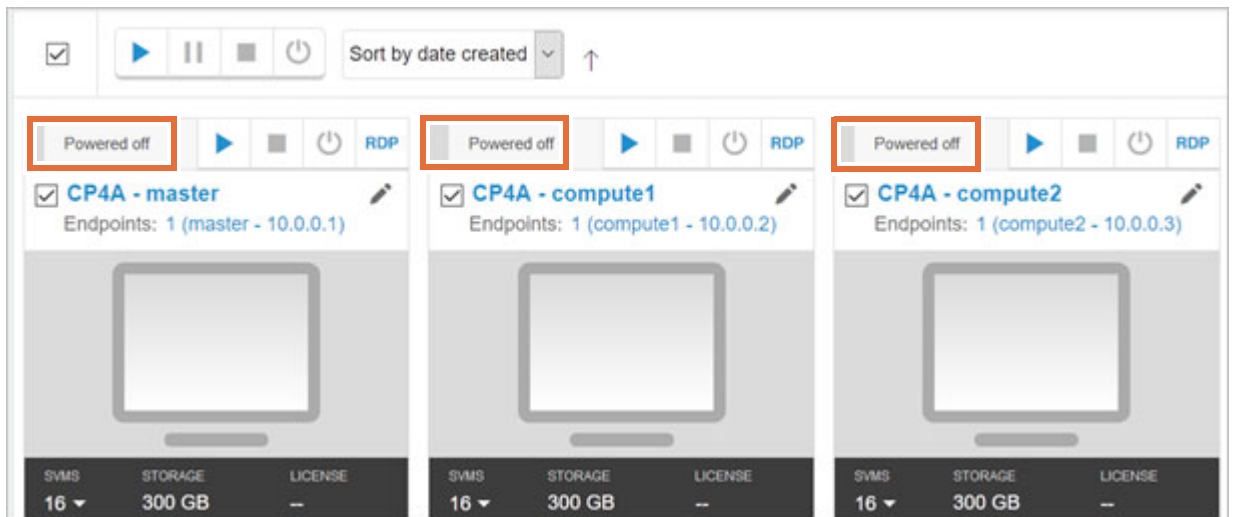 Sort by date created ↑
Powered off RDP
Powered off RDP
Powered off RDP
CP4A - master
Endpoints: 1 (master - 10.0.0.1)
CP4A - compute1
Endpoints: 1 (compute1 - 10.0.0.2)
CP4A - compute2
Endpoints: 1 (compute2 - 10.0.0.3)
SVMS STORAGE LICENSE
16 300 GB --
SVMS STORAGE LICENSE
16 300 GB --
SVMS STORAGE LICENSE
16 300 GB --